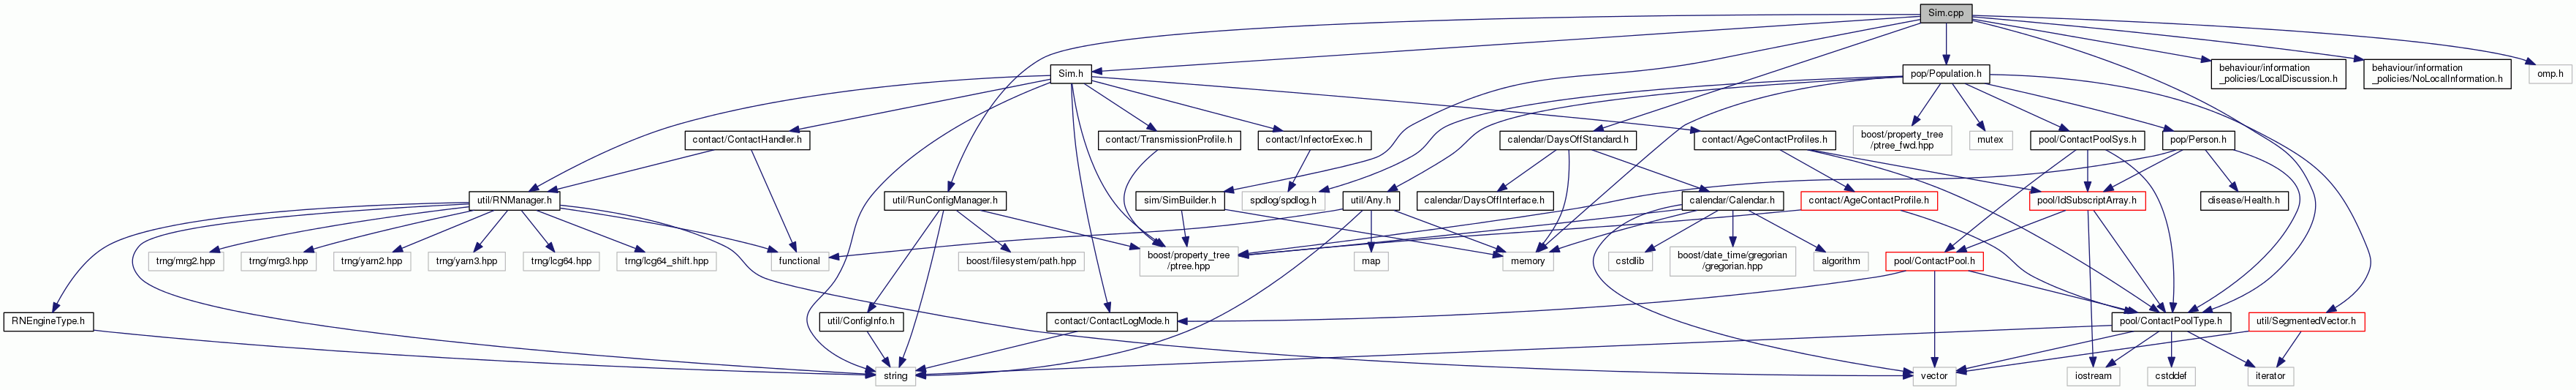 Sim.cpp
Sim.h
pop/Population.h
behaviour/information
_policies/LocalDiscussion.h
behaviour/information
_policies/NoLocalInformation.h
omp.h
contact/ContactHandler.h
contact/TransmissionProfile.h
contact/InfectorExec.h
calendar/DaysOffStandard.h
contact/AgeContactProfiles.h
boost/property_tree
/ptree_fwd.hpp
mutex
pool/ContactPoolSys.h
pop/Person.h
util/RNManager.h
util/RunConfigManager.h
sim/SimBuilder.h
spdlog/spdlog.h
util/Any.h
calendar/DaysOffInterface.h
calendar/Calendar.h
contact/AgeContactProfile.h
pool/IdSubscriptArray.h
disease/Health.h
trng/mrg2.hpp
trng/mrg3.hpp
trng/yarn2.hpp
trng/yarn3.hpp
trng/lcg64.hpp
trng/lcg64_shift.hpp
functional
boost/filesystem/path.hpp
boost/property_tree
/ptree.hpp
map
memory
cstdlib
boost/date_time/gregorian
/gregorian.hpp
algorithm
pool/ContactPool.h
RNEngineType.h
util/ConfigInfo.h
contact/ContactLogMode.h
pool/ContactPoolType.h
util/SegmentedVector.h
string
vector
iostream
cstddef
iterator